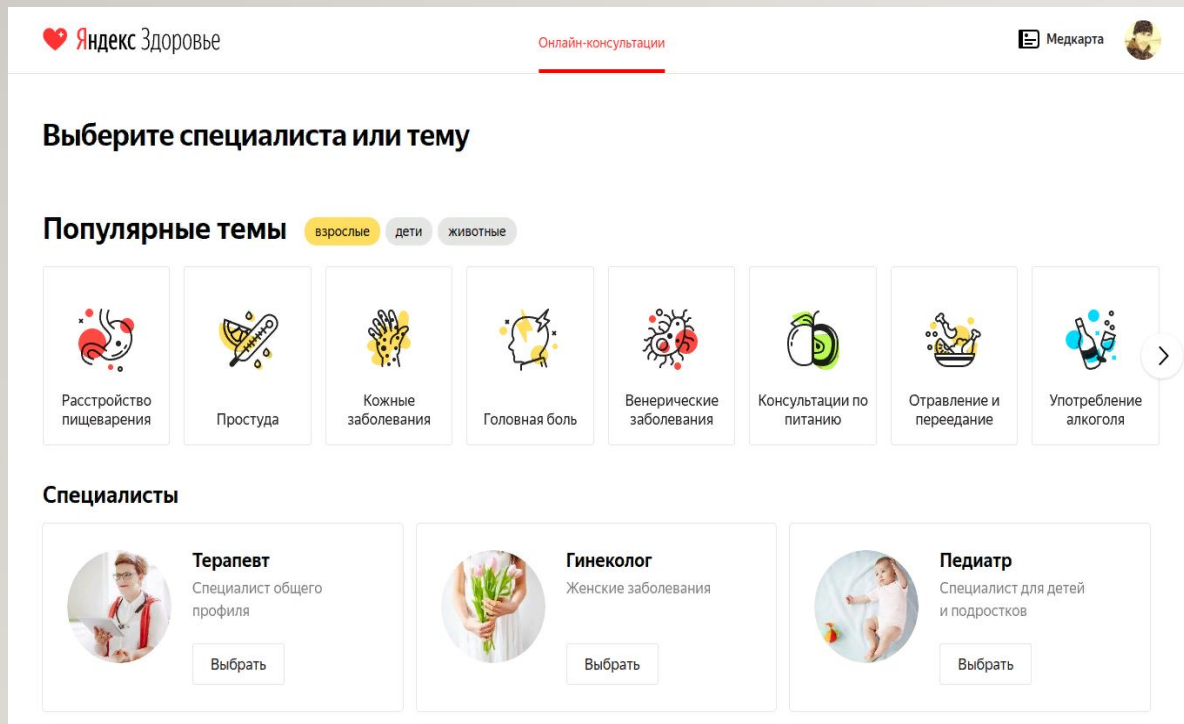 Яндекс Здоровье
Онлайн-консультации
Медкарта
Выберите специалиста или тему
Популярные темы
взрослые
дети
животные
Расстройство
пищеварения
Простуда
Кожные
заболевания
Головная боль
Венерические
заболевания
Консультации по
питанию
Отравление и
переедание
Употребление
алкоголя
Специалисты
Терапевт
Специалист общего
профиля
Выбрать
Гинеколог
Женские заболевания
Выбрать
Педиатр
Специалист для детей
и подростков
Выбрать